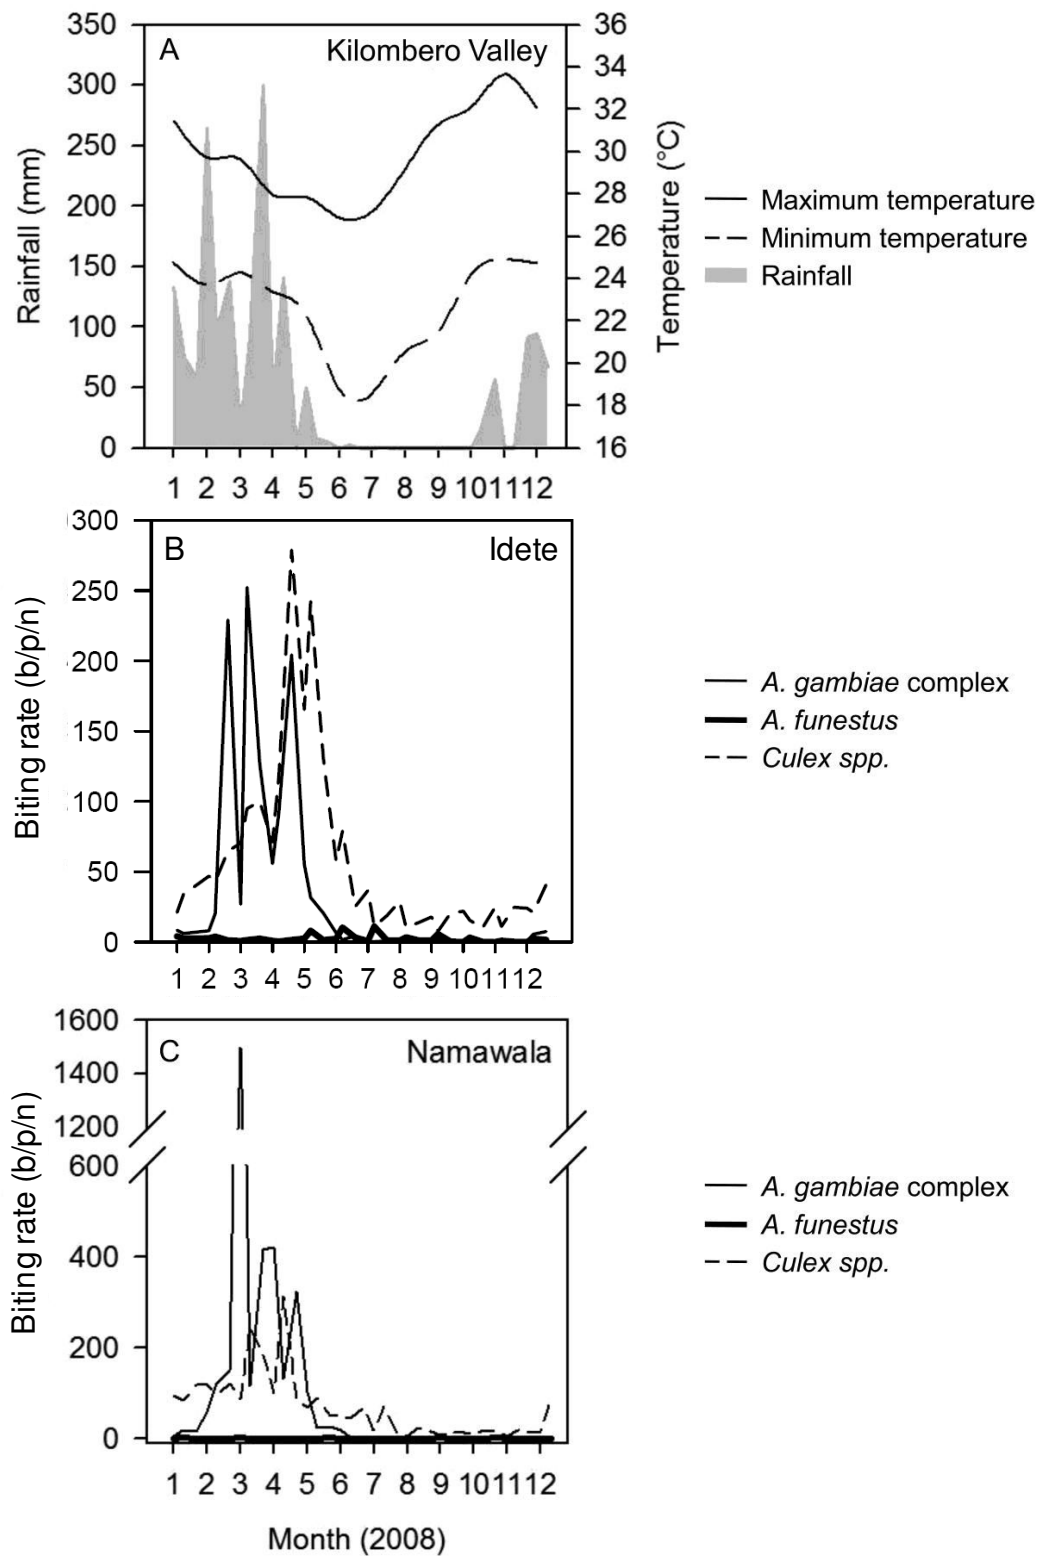 A
Kilombero Valley
Rainfall (mm)
350
300
250
200
150
100
50
0
Temperature (°C)
36
34
32
30
28
26
24
22
20
18
16
1 2 3 4 5 6 7 8 9 10 11 12
Maximum temperature
Minimum temperature
Rainfall
B
Idete
Biting rate (b/p/n)
300
250
200
150
100
50
0
1 2 3 4 5 6 7 8 9 10 11 12
A. gambiae complex
A. funestus
Culex spp.
C
Namawala
Biting rate (b/p/n)
1600
1400
1200
600
400
200
0
1 2 3 4 5 6 7 8 9 10 11 12
A. gambiae complex
A. funestus
Culex spp.
Month (2008)